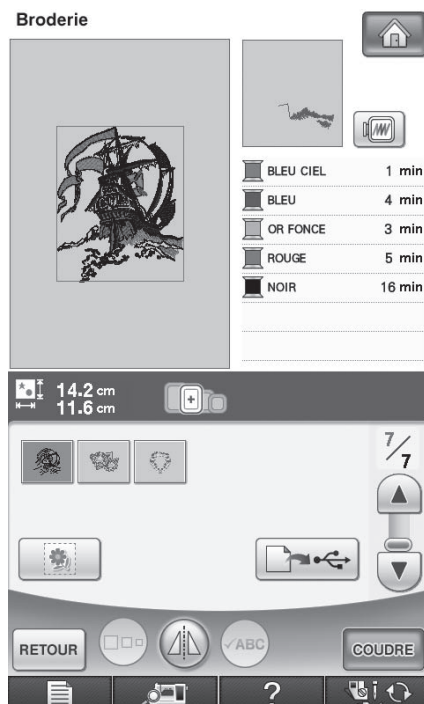 Broderie
BLEU CIEL 1 min
BLEU 4 min
OR FONCE 3 min
ROUGE 5 min
NOIR 16 min
14.2 cm
11.6 cm
7/7
RETOUR
✓ABC
COUDRE
?